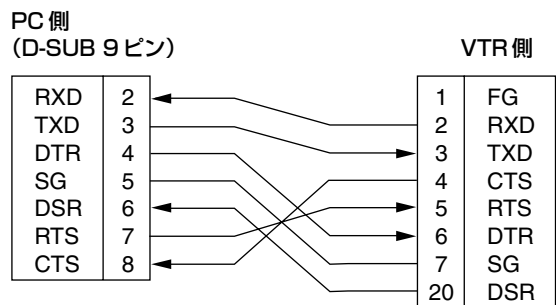 PC側
(D-SUB 9ピン)
VTR側
RXD 2
TXD 3
DTR 4
SG 5
DSR 6
RTS 7
CTS 8
1 FG
2 RXD
3 TXD
4 CTS
5 RTS
6 DTR
7 SG
20 DSR